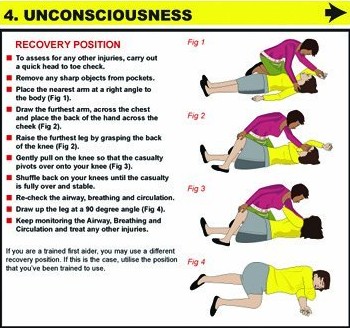 4. UNCONSCIOUSNESS
RECOVERY POSITION
To assess for any other injuries, carry out
a quick head to toe check.
Remove any sharp objects from pockets.
Place the nearest arm at a right angle to
the body (Fig 1).
Draw the furthest arm, across the chest
and place the back of the hand across the
cheek (Fig 2).
Raise the furthest leg by grasping the back
of the knee (Fig 2).
Gently pull on the knee so that the casualty
pivots over onto your knee (Fig 3).
Shuffle back on your knees until the casualty
is fully over and stable.
Re-check the airway, breathing and circulation.
Draw up the leg at a 90 degree angle (Fig 4).
Keep monitoring the Airway, Breathing and
Circulation and treat any other injuries.
If you are a trained first aider, you may use a different
recovery position. If this is the case, utilise the position
that you've been trained to use.
Fig 1
Fig 2
Fig 3
Fig 4